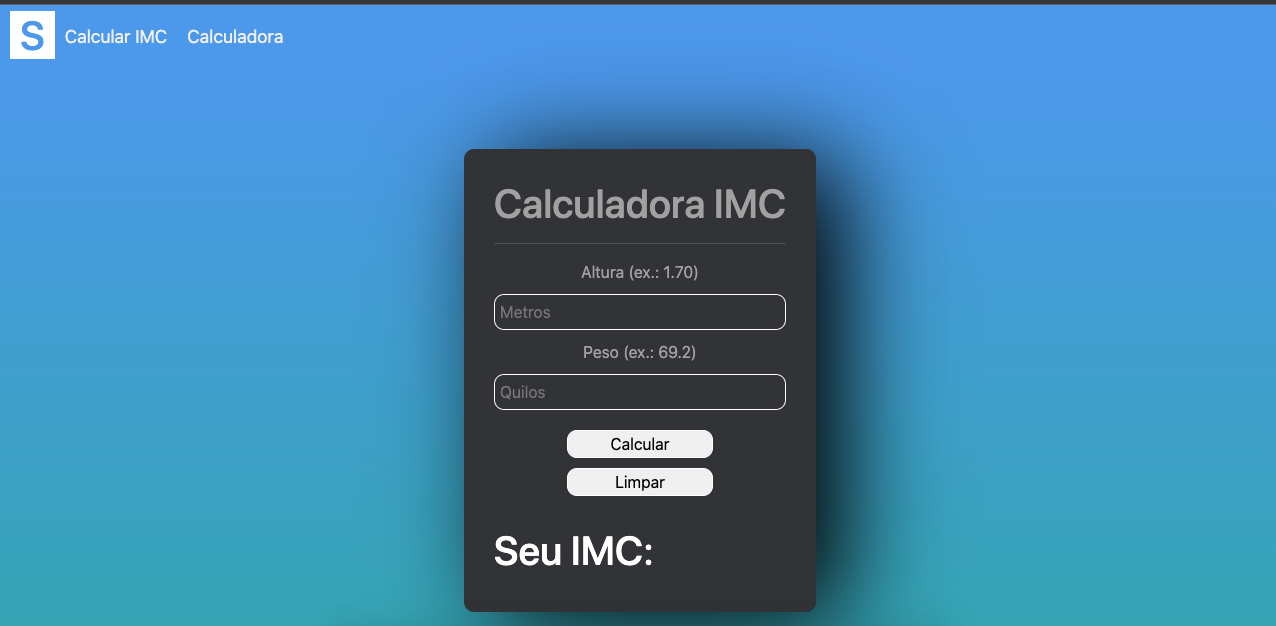 S Calcular IMC Calculadora
Calculadora IMC
Altura (ex.: 1.70)
Metros
Peso (ex.: 69.2)
Quilos
Calcular
Limpar
Seu IMC: